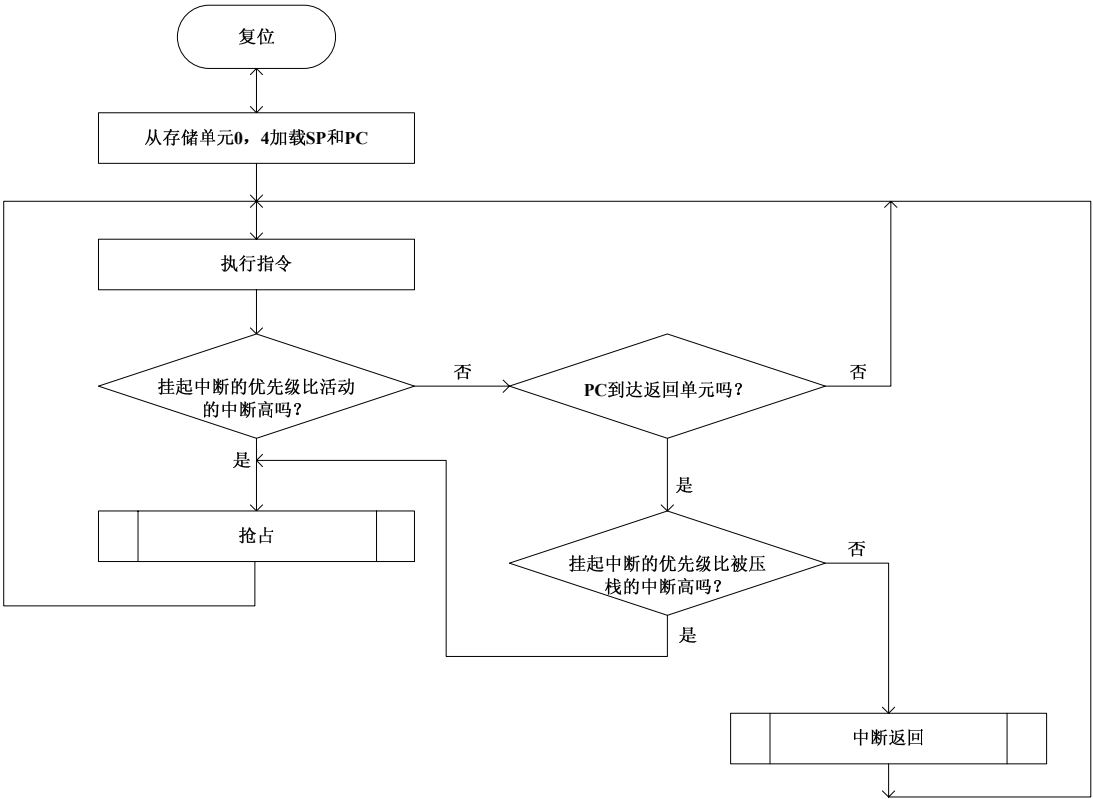 复位
从存储单元0，4加载SP和PC
执行指令
挂起中断的优先级比活动
的中断高吗？
否
PC到达返回单元吗？
否
是
抢占
是
挂起中断的优先级比被压
栈的中断高吗？
否
是
中断返回